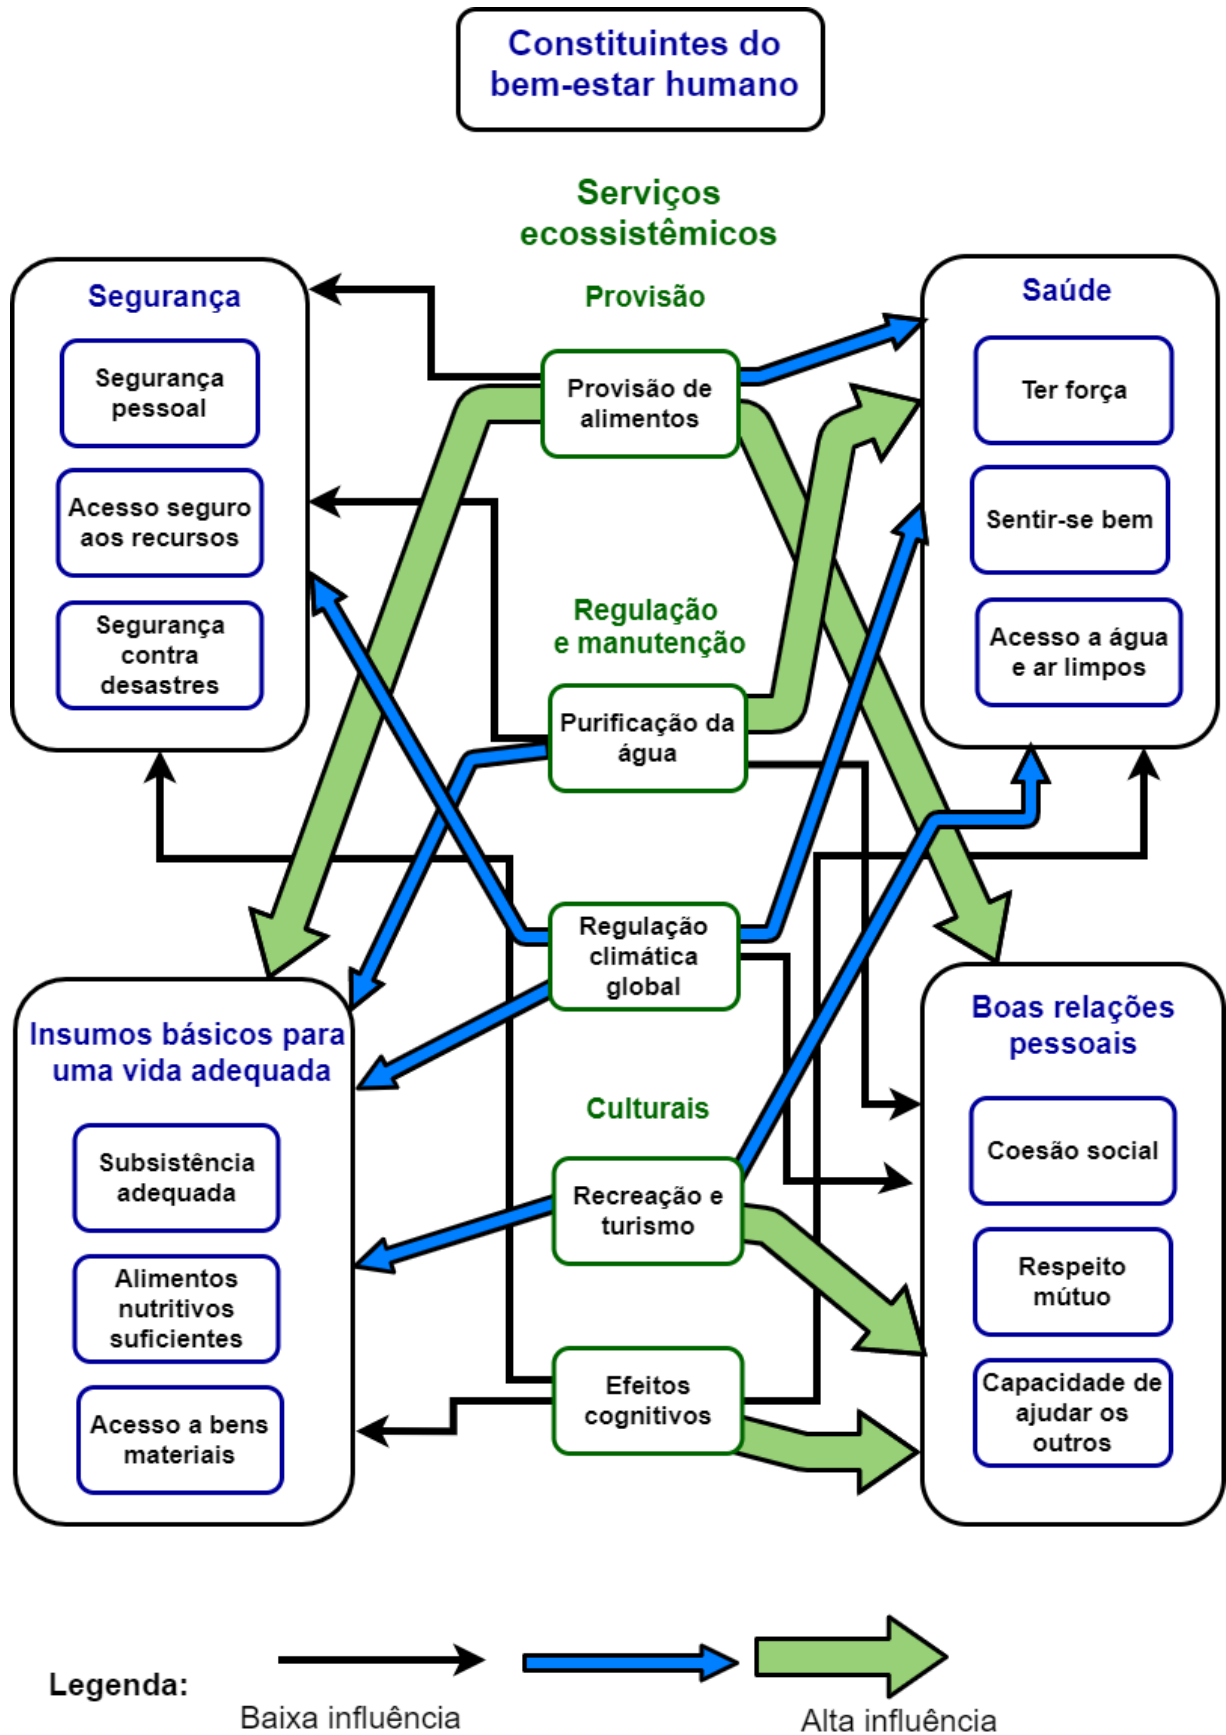 Constituintes do
bem-estar humano
Serviços
ecossistêmicos
Segurança
Segurança
pessoal
Acesso seguro
aos recursos
Segurança
contra
desastres
Insumos básicos para
uma vida adequada
Subsistência
adequada
Alimentos
nutritivos
suficientes
Acesso a bens
materiais
Provisão
Provisão de
alimentos
Regulação
e manutenção
Purificação da
água
Regulação
climática
global
Culturais
Recreação e
turismo
Efeitos
cognitivos
Saúde
Ter força
Sentir-se bem
Acesso a água
e ar limpos
Boas relações
pessoais
Coesão social
Respeito
mútuo
Capacidade de
ajudar os
outros
Legenda:
Baixa influência
Alta influência